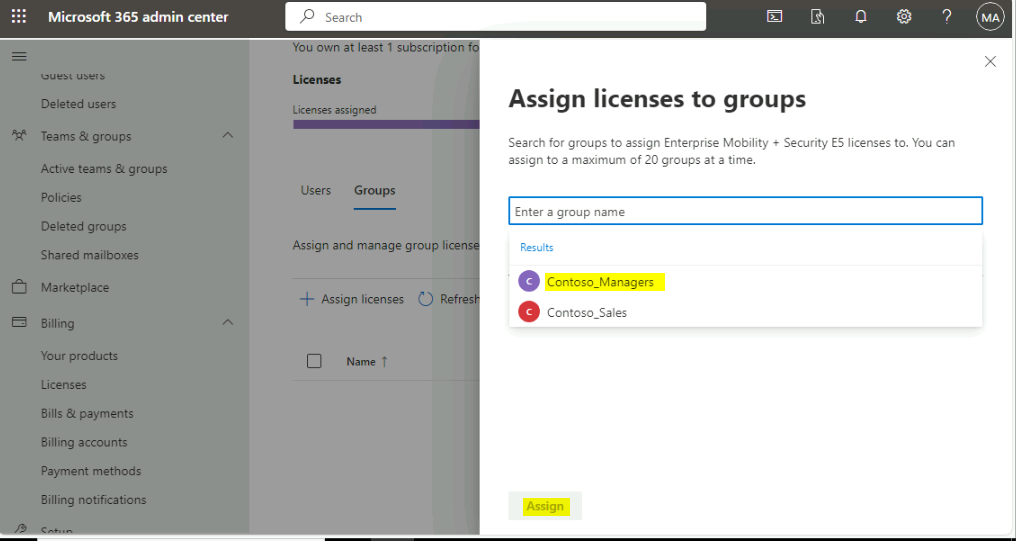 Microsoft 365 admin center
Search
MA
Guest users
Deleted users
Teams & groups
Active teams & groups
Policies
Deleted groups
Shared mailboxes
Marketplace
Billing
Your products
Licenses
Bills & payments
Billing accounts
Payment methods
Billing notifications
Setup
You own at least 1 subscription fo
Licenses
Licenses assigned
Users
Groups
Assign and manage group license
Assign licenses
Refresh
Name ↑
Assign licenses to groups
Search for groups to assign Enterprise Mobility + Security E5 licenses to. You can
assign to a maximum of 20 groups at a time.
Enter a group name
Results
C Contoso_Managers
C Contoso_Sales
Assign